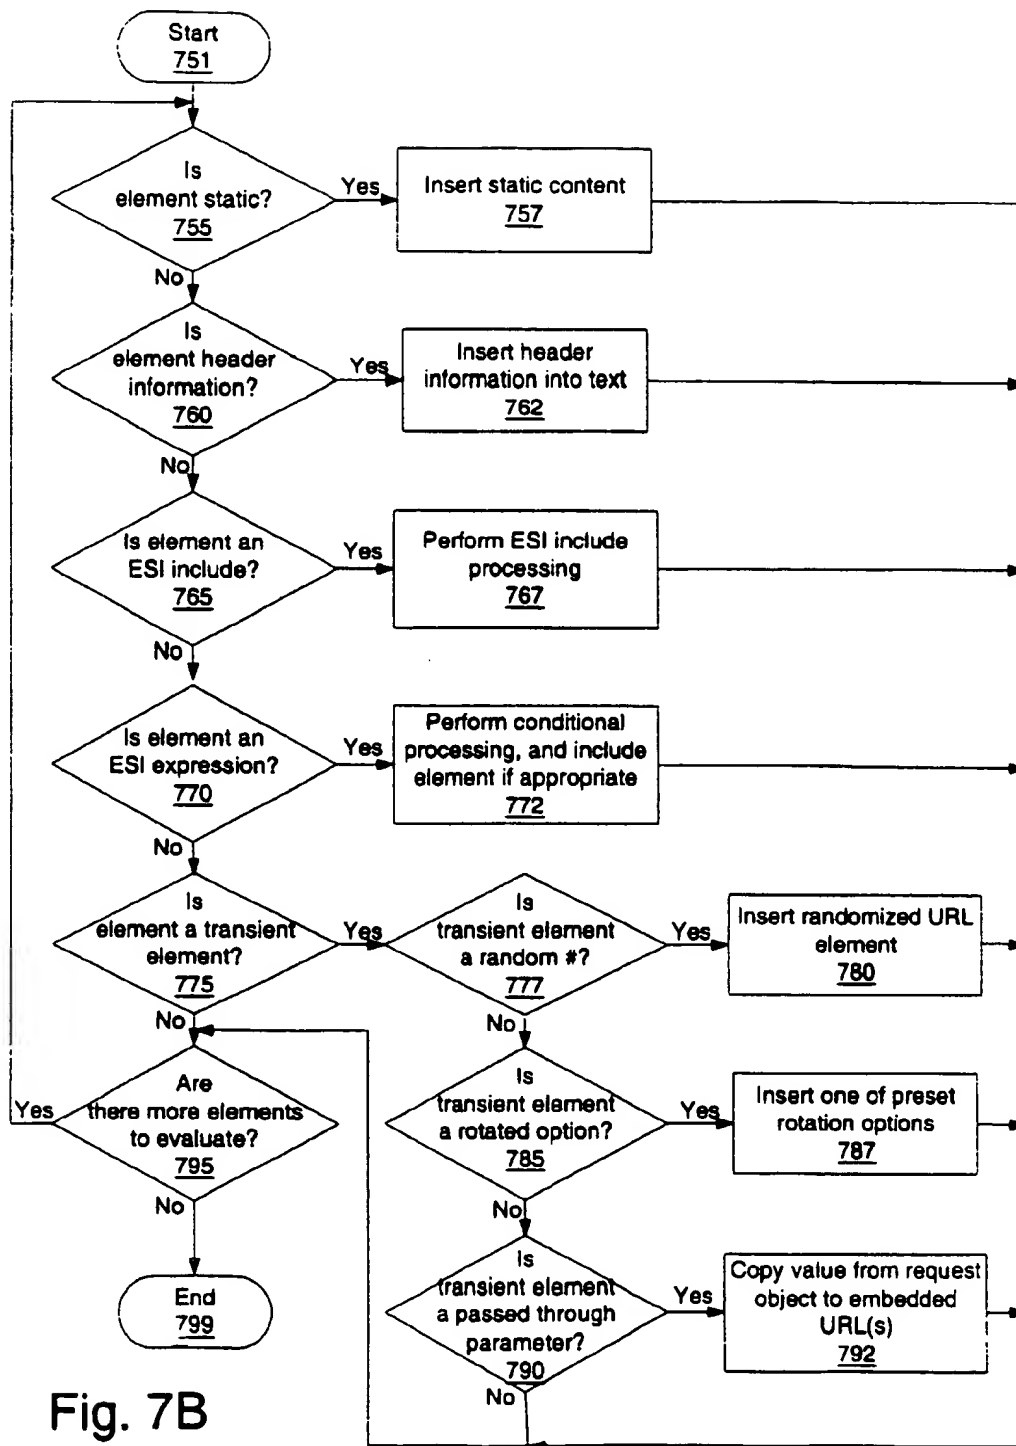 Start
751
Is
element static?
755
Yes
Insert static content
757
No
Is
element header
information?
760
Yes
Insert header
information into text
762
No
Is element an
ESI include?
765
Yes
Perform ESI include
processing
767
No
Is element an
ESI expression?
770
Yes
Perform conditional
processing, and include
element if appropriate
772
No
Is
element a transient
element?
775
Yes
Is
transient element
a random #?
777
Yes
Insert randomized URL
element
780
No
No
Are
there more elements
to evaluate?
795
Yes
Is
transient element
a rotated option?
785
Yes
Insert one of preset
rotation options
787
No
No
End
799
Is
transient element
a passed through
parameter?
790
Yes
Copy value from request
object to embedded
URL(s)
792
No
Fig. 7B